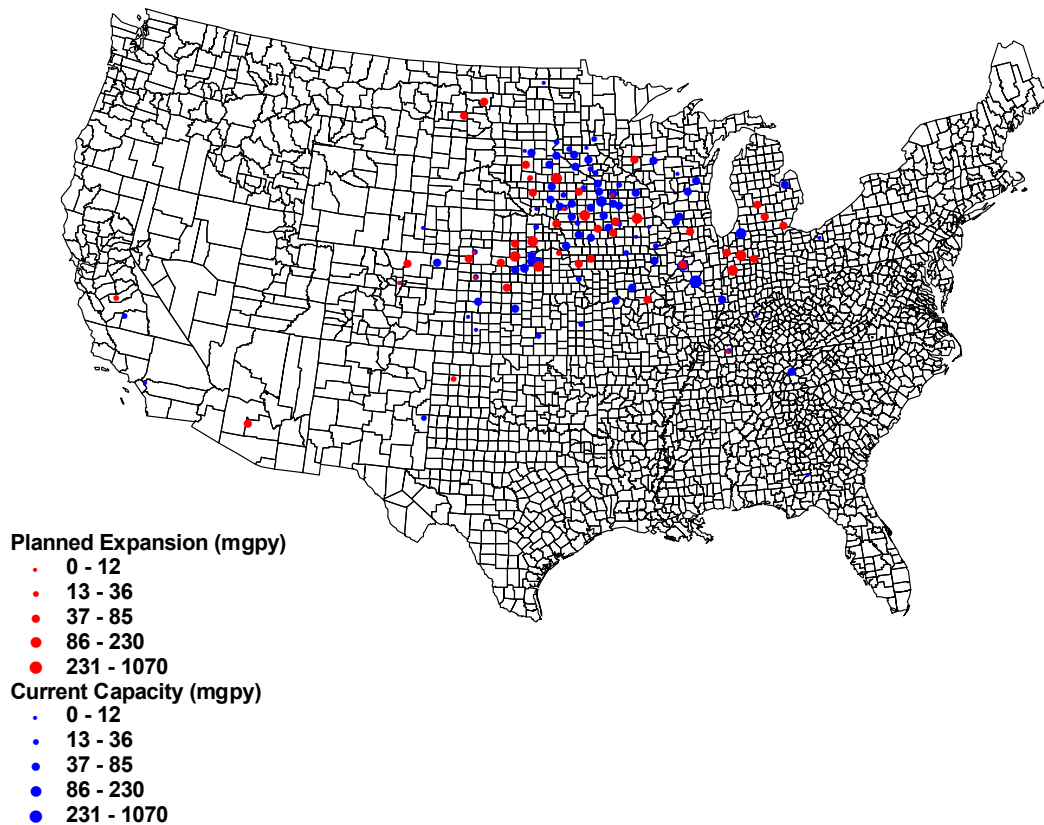 Planned Expansion (mgpy)
0 - 12
13 - 36
37 - 85
86 - 230
231 - 1070
Current Capacity (mgpy)
0 - 12
13 - 36
37 - 85
86 - 230
231 - 1070